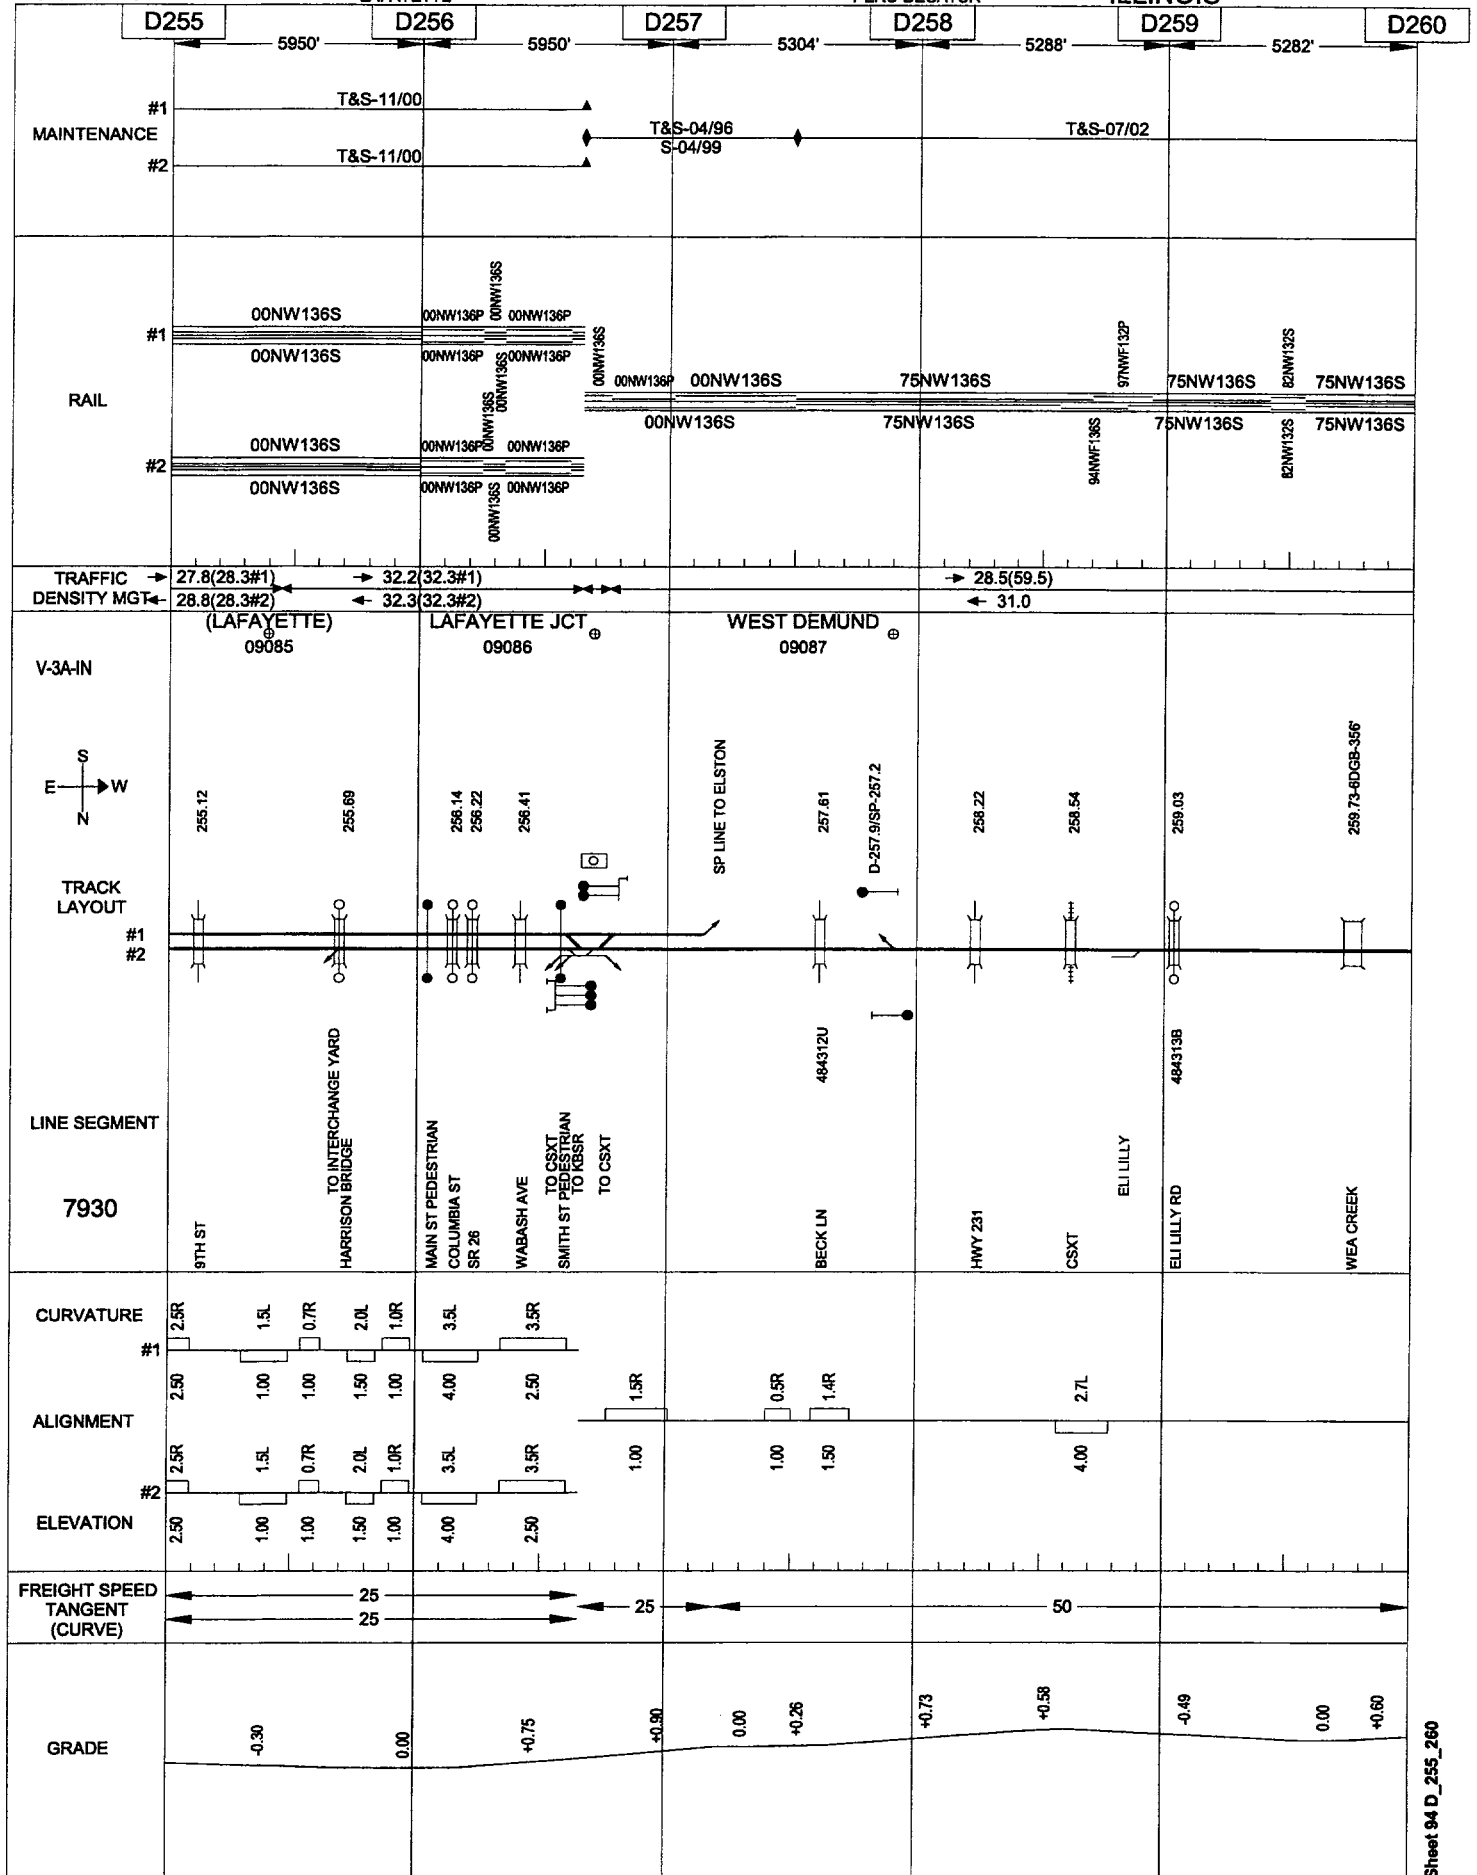 ILLINOIS
D255 D256 D257 D258 D259 D260
5950' 5950' 5304' 5288' 5282'
MAINTENANCE
#1 T&S-11/00
T&S-04/96
S-04/99
T&S-07/02
#2 T&S-11/00
RAIL
#1
00NW136S 00NW136P 00NW136S 00NW136P
00NW136S 00NW136P 00NW136S 00NW136P
00NW136S
00NW136P 00NW136S 75NW136S 97NWF132P 75NW136S 82NW132S 75NW136S
00NW136S 75NW136S 94NWF136S 75NW136S 82NW132S 75NW136S
#2
00NW136S 00NW136P 00NW136S 00NW136P
00NW136S 00NW136P 00NW136S 00NW136P
TRAFFIC 27.8(28.3#1) 32.2(32.3#1) 28.5(59.5)
DENSITY MGT 28.8(28.3#2) 32.3(32.3#2) 31.0
(LAFAYETTE) LAFAYETTE JCT WEST DEMUND
09085 09086 09087
V-3A-IN
S
E W
N
255.12
255.69
256.14
256.22
256.41
SP LINE TO ELSTON
257.61
D-257.9/SP-257.2
258.22
258.54
259.03
259.73-6DGB-356'
TRACK
LAYOUT
#1
#2
484312U
484313B
LINE SEGMENT
7930
9TH ST
TO INTERCHANGE YARD
HARRISON BRIDGE
MAIN ST PEDESTRIAN
COLUMBIA ST
SR 26
WABASH AVE
TO CSXT
SMITH ST PEDESTRIAN
TO KBSR
TO CSXT
BECK LN
HWY 231
CSXT
ELI LILLY
ELI LILLY RD
WEA CREEK
CURVATURE
#1
2.5R 1.5L 0.7R 2.0L 1.0R 3.5L 3.5R
2.50 1.00 1.00 1.50 1.00 4.00 2.50
ALIGNMENT
1.5R 0.5R 1.4R 2.7L
1.00 1.00 1.50 4.00
#2
2.5R 1.5L 0.7R 2.0L 1.0R 3.5L 3.5R
2.50 1.00 1.00 1.50 1.00 4.00 2.50
ELEVATION
FREIGHT SPEED
TANGENT
(CURVE)
25
25
25
50
GRADE
-0.30 0.00 +0.75 +0.90 0.00 +0.26 +0.73 +0.58 -0.49 0.00 +0.60
Sheet 94 D_255_260